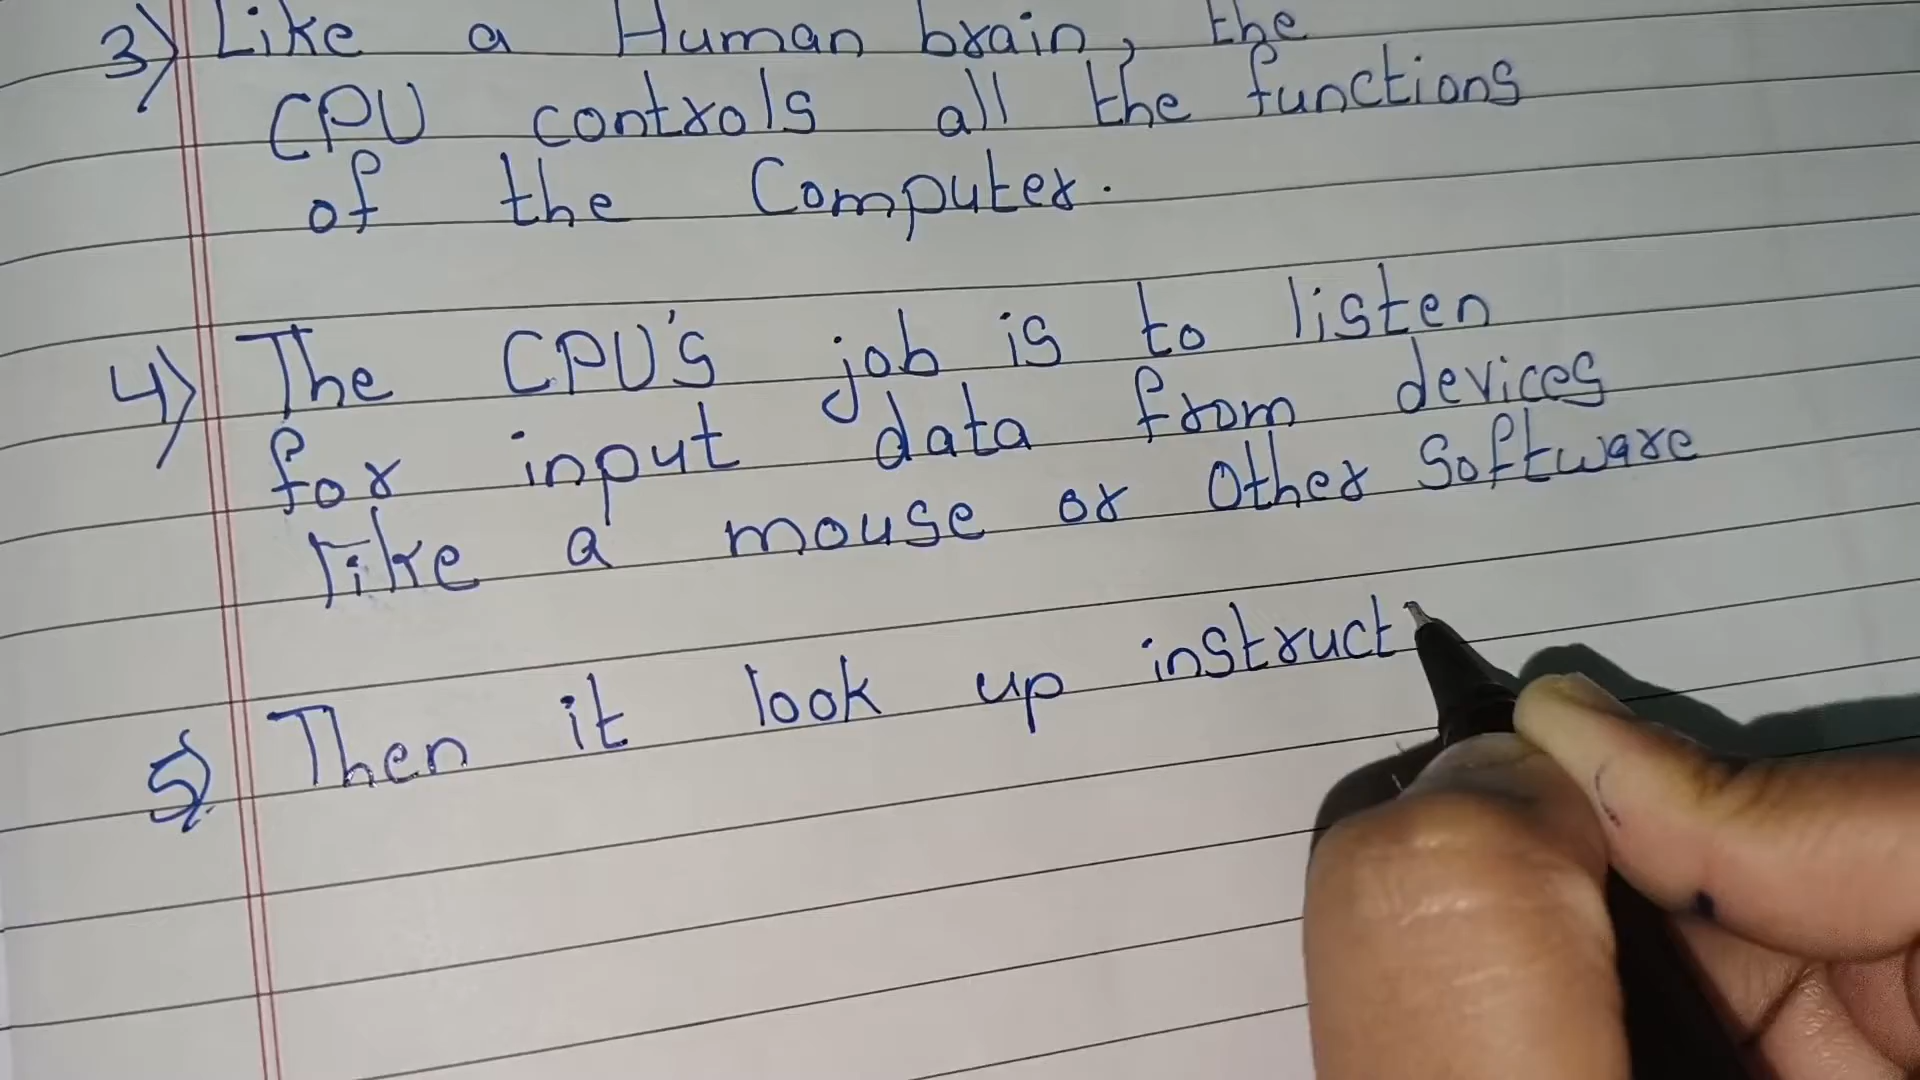 3) Like a Human brain, the
CPU controls all the functions
of the Computer.
4) The CPU's job is to listen
for input data from devices
like a mouse or Other Software
5) Then it look up instruct